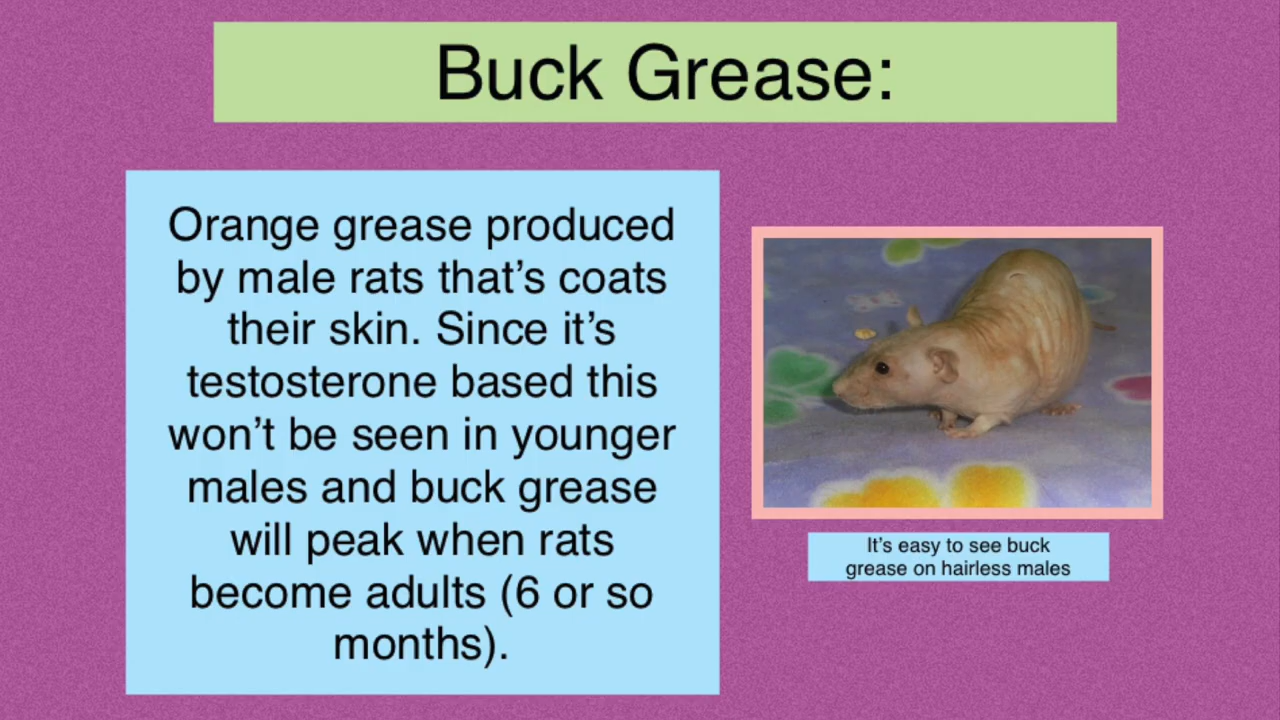 Buck Grease:
Orange grease produced
by male rats that’s coats
their skin. Since it’s
testosterone based this
won’t be seen in younger
males and buck grease
will peak when rats
become adults (6 or so
months).
It’s easy to see buck
grease on hairless males